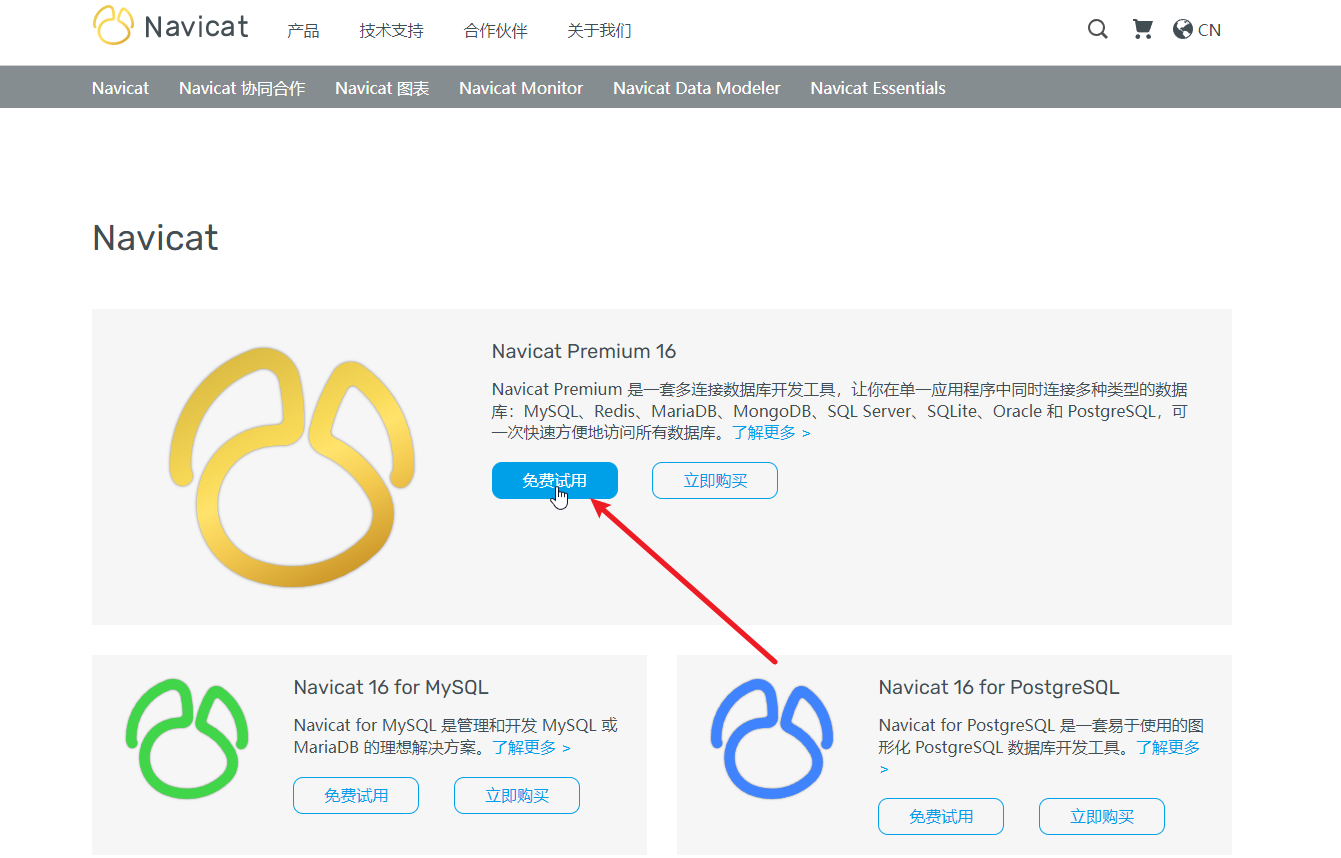 Navicat
产品
技术支持
合作伙伴
关于我们
CN
Navicat
Navicat 协同合作
Navicat 图表
Navicat Monitor
Navicat Data Modeler
Navicat Essentials
Navicat
Navicat Premium 16
Navicat Premium 是一套多连接数据库开发工具，让你在单一应用程序中同时连接多种类型的数据
库：MySQL、Redis、MariaDB、MongoDB、SQL Server、SQLite、Oracle 和 PostgreSQL，可
一次快速方便地访问所有数据库。了解更多 >
免费试用
立即购买
Navicat 16 for MySQL
Navicat for MySQL 是管理和开发 MySQL 或
MariaDB 的理想解决方案。了解更多 >
免费试用
立即购买
Navicat 16 for PostgreSQL
Navicat for PostgreSQL 是一套易于使用的图
形化 PostgreSQL 数据库开发工具。了解更多
>
免费试用
立即购买